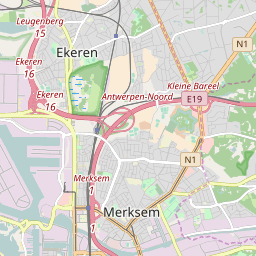 Leugenberg
15
Ekeren
N1
Ekeren
16
Kleine Bareel
Ekeren
16
Antwerpen-Noord
E19
N1
Merksem
1
Merksem
1